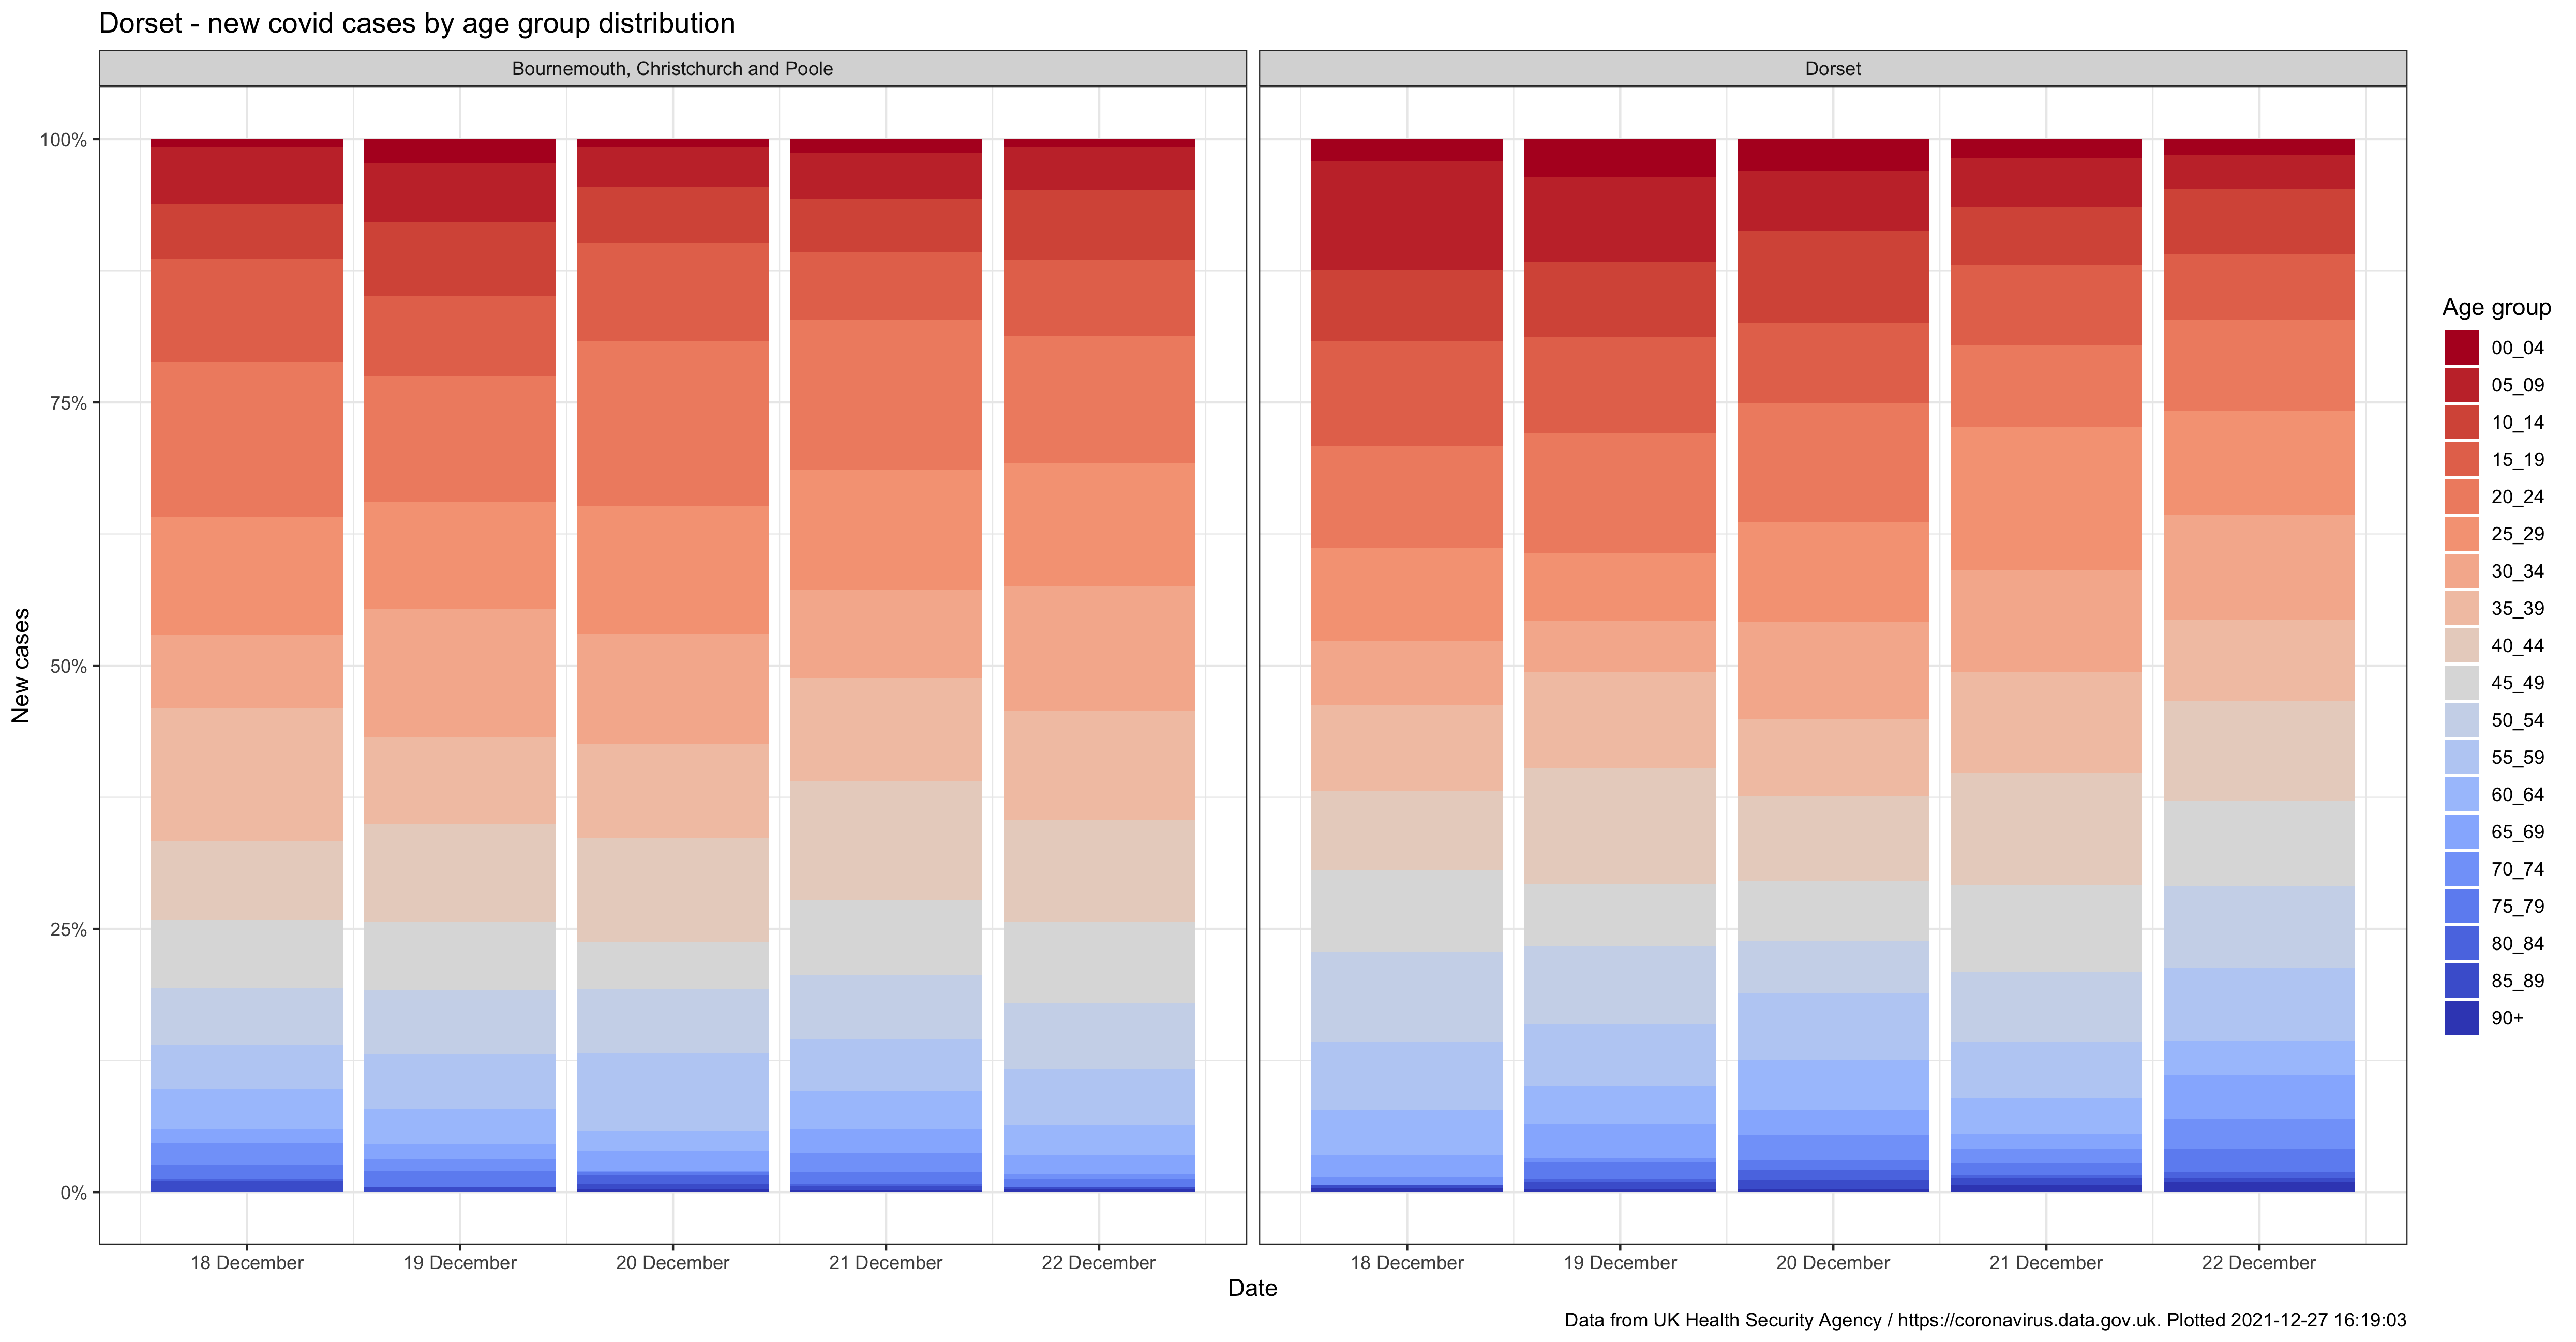 Dorset - new covid cases by age group distribution
Bournemouth, Christchurch and Poole
Dorset
100%
75%
50%
25%
0%
New cases
18 December
19 December
20 December
21 December
22 December
18 December
19 December
20 December
21 December
22 December
Date
Age group
00_04
05_09
10_14
15_19
20_24
25_29
30_34
35_39
40_44
45_49
50_54
55_59
60_64
65_69
70_74
75_79
80_84
85_89
90+
Data from UK Health Security Agency / https://coronavirus.data.gov.uk. Plotted 2021-12-27 16:19:03